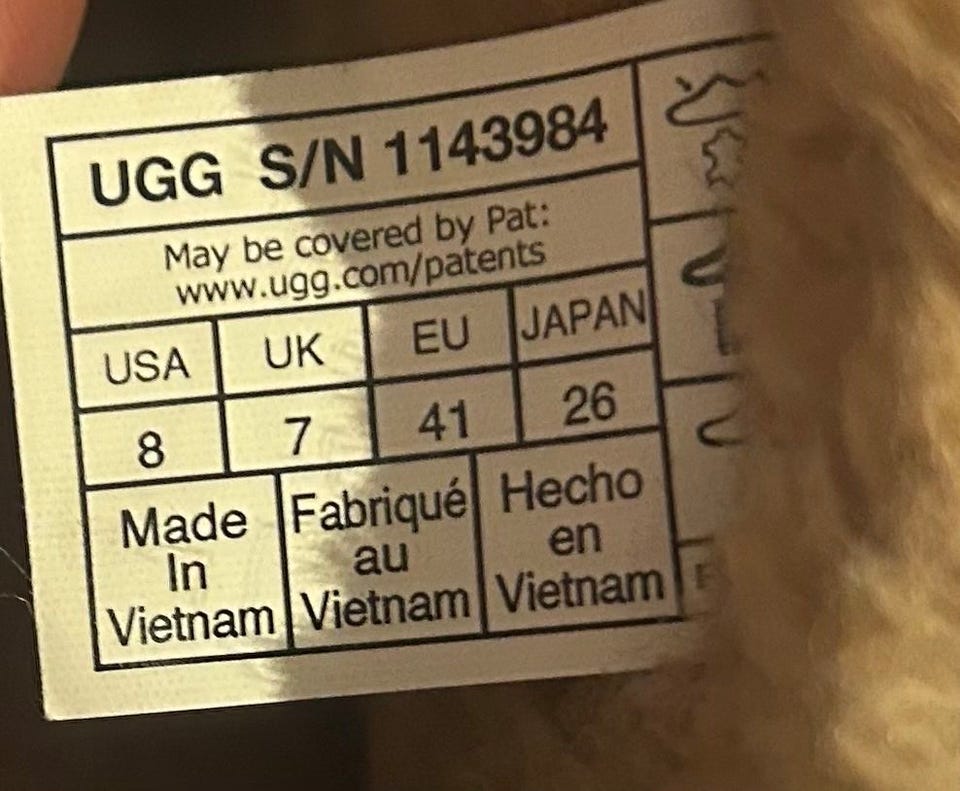 UGG S/N 1143984
May be covered by Pat:
www.ugg.com/patents
USA UK EU JAPAN
8 7 41 26
Made
In
Vietnam
Fabriqué
au
Vietnam
Hecho
en
Vietnam